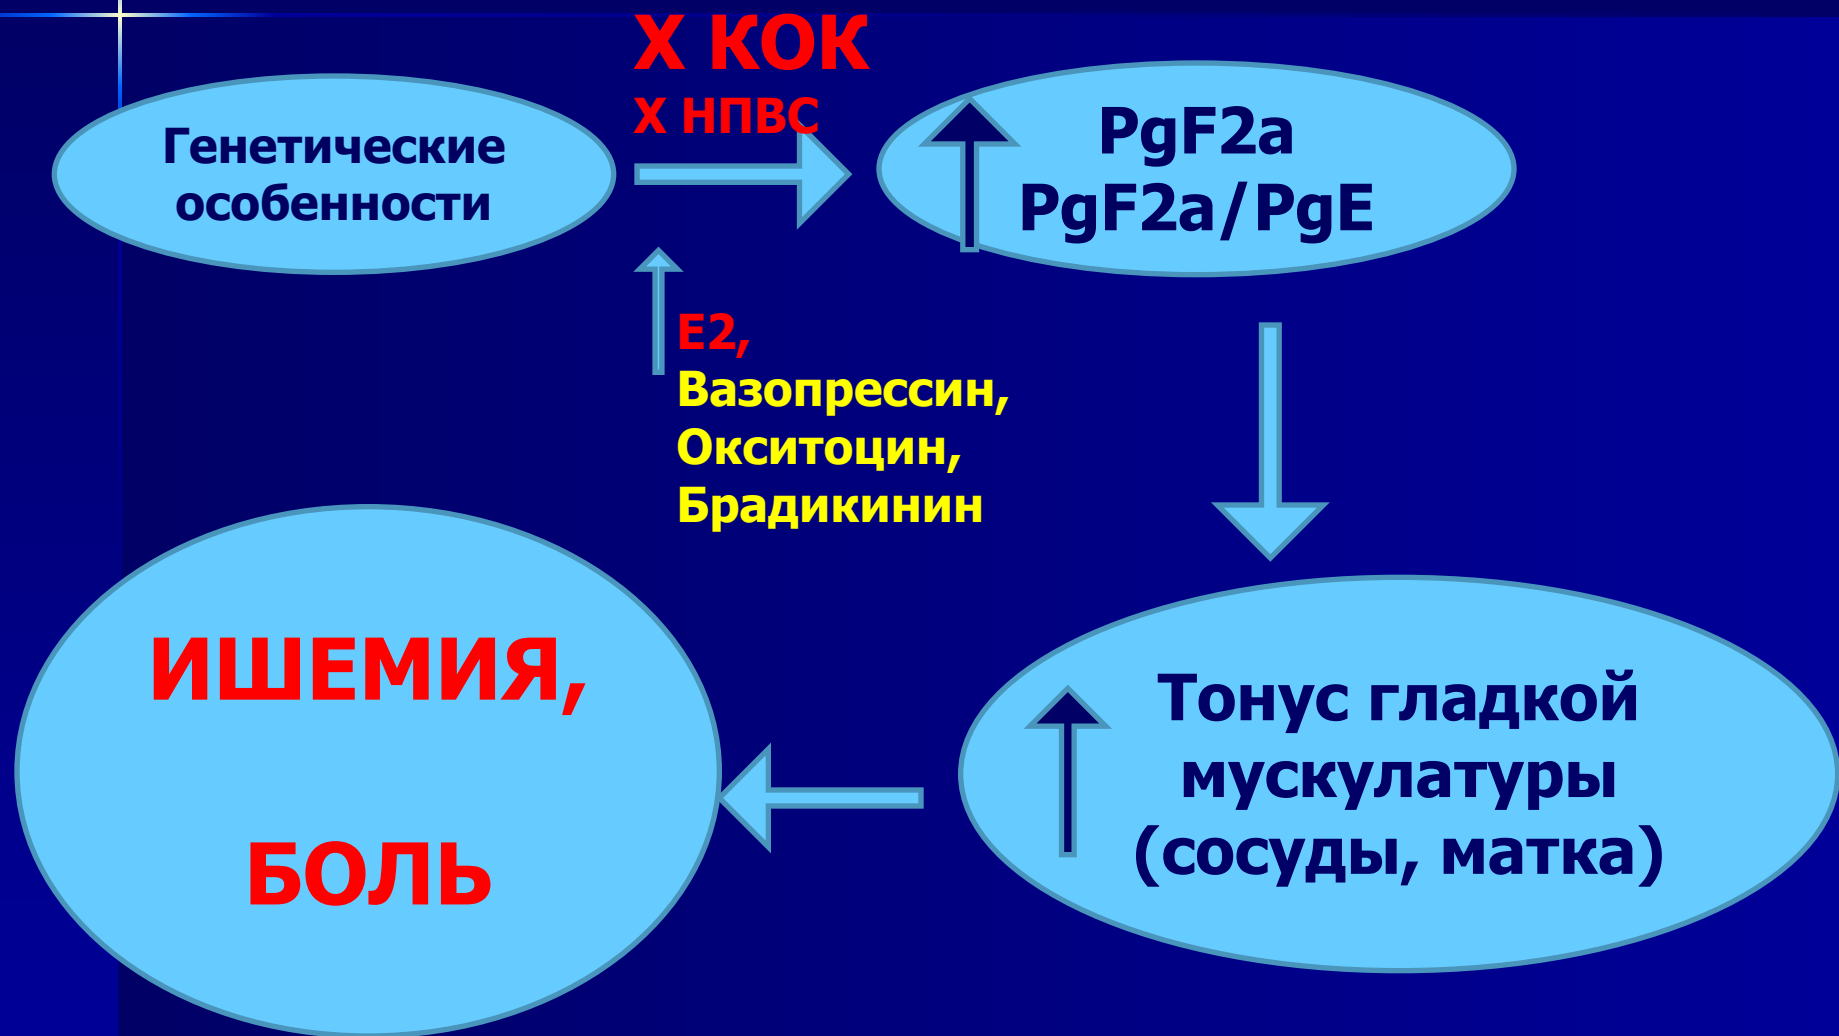 Х КОК
Х НПВС
Генетические
особенности
PgF2a
PgF2a/PgE
Е2,
Вазопрессин,
Окситоцин,
Брадикинин
Тонус гладкой
мускулатуры
(сосуды, матка)
ИШЕМИЯ,
БОЛЬ